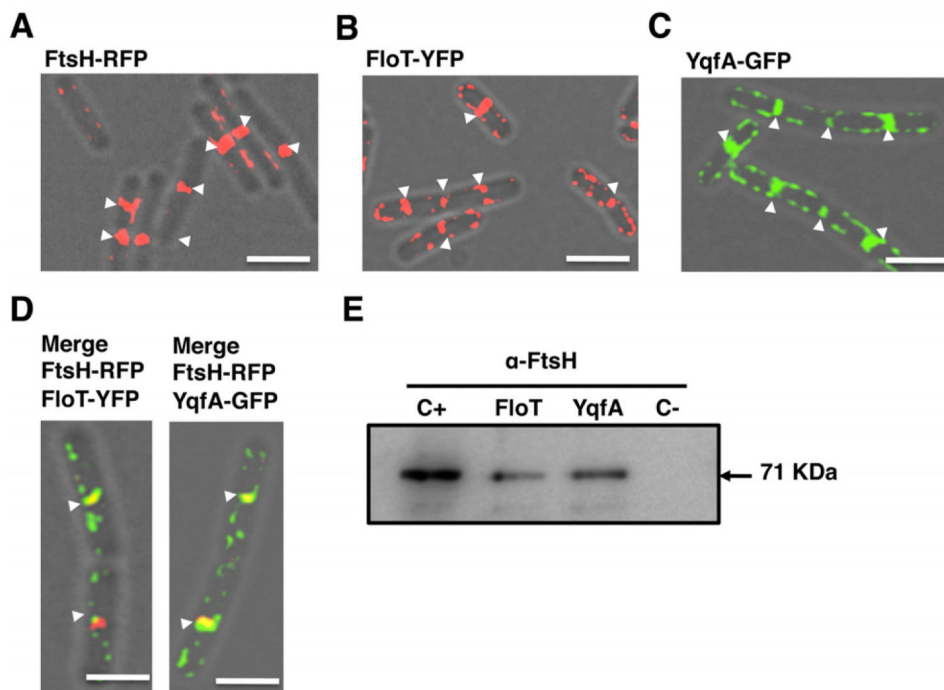 A
FtsH-RFP
B
FloT-YFP
C
YqfA-GFP
D
Merge
FtsH-RFP
FloT-YFP
Merge
FtsH-RFP
YqfA-GFP
E
α-FtsH
C+ FloT YqfA C-
71 KDa